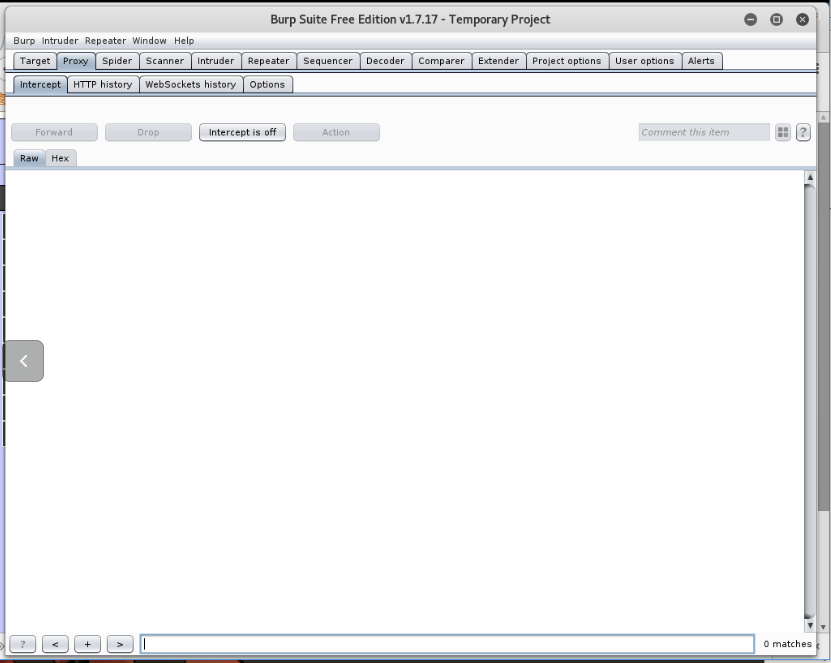 Burp Suite Free Edition v1.7.17 - Temporary Project
Burp Intruder Repeater Window Help
Target Proxy Spider Scanner Intruder Repeater Sequencer Decoder Comparer Extender Project options User options Alerts
Intercept HTTP history WebSockets history Options
Forward Drop Intercept is off Action Comment this item ?
Raw Hex
? < + > 0 matches